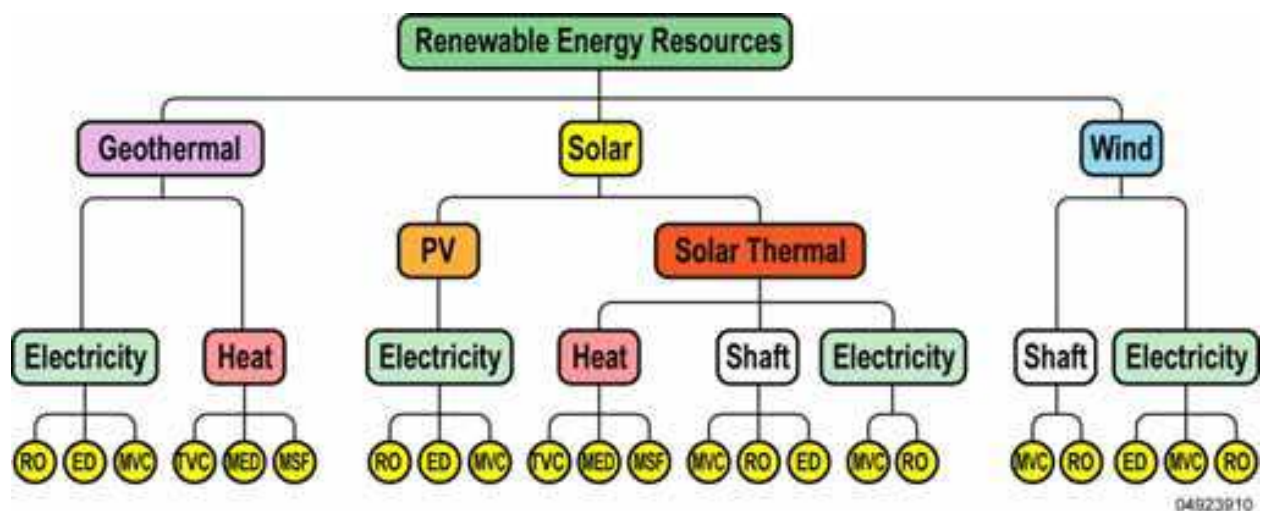 Renewable Energy Resources
Geothermal Solar Wind
PV Solar Thermal
Electricity Heat Electricity Heat Shaft Electricity Shaft Electricity
RO ED MVC TVC MED MSF RO ED MVC TVC MED MSF MVC RO ED MVC RO MVC RO ED MVC RO
04923910